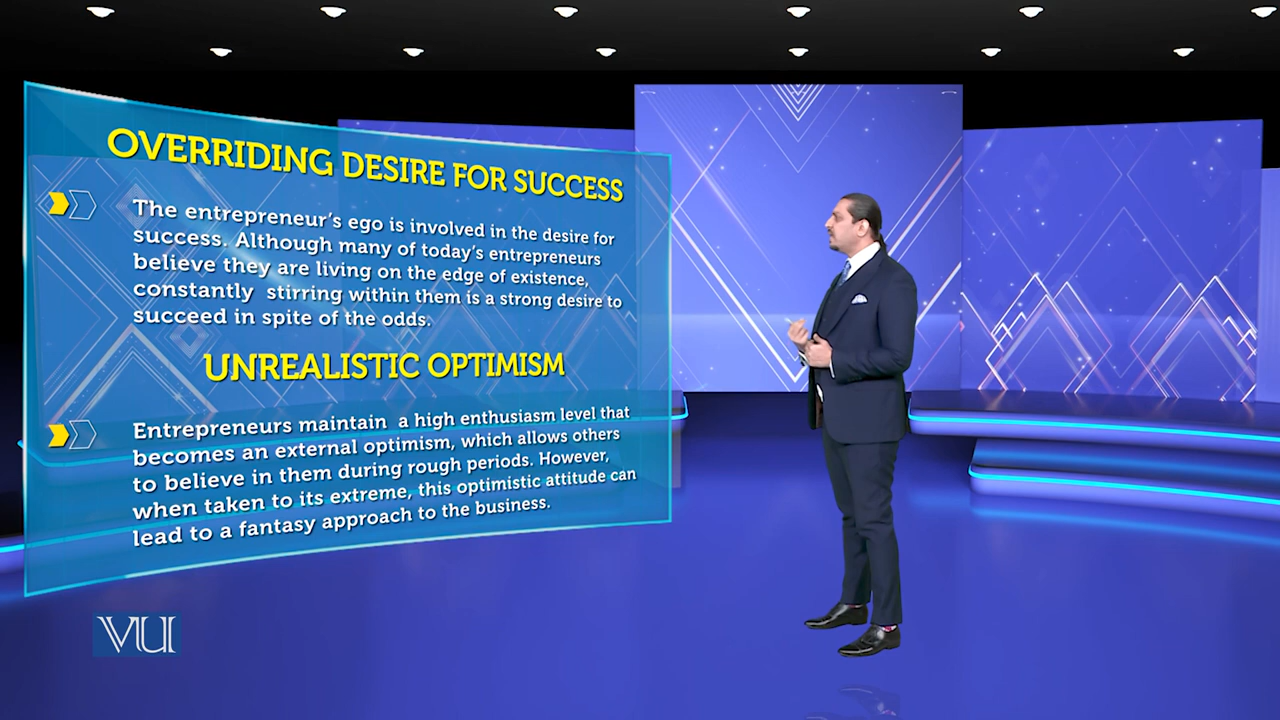 OVERRIDING DESIRE FOR SUCCESS
The entrepreneur's ego is involved in the desire for
success. Although many of today's entrepreneurs
believe they are living on the edge of existence,
constantly stirring within them is a strong desire to
succeed in spite of the odds.
UNREALISTIC OPTIMISM
Entrepreneurs maintain a high enthusiasm level that
becomes an external optimism, which allows others
to believe in them during rough periods. However,
when taken to its extreme, this optimistic attitude can
lead to a fantasy approach to the business.
VU